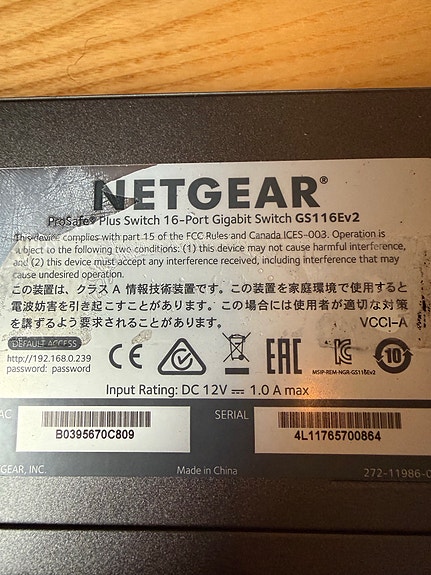 NETGEAR®
ProSafe® Plus Switch 16-Port Gigabit Switch GS116Ev2
This device complies with part 15 of the FCC Rules and Canada ICES-003. Operation is
subject to the following two conditions: (1) this device may not cause harmful interference,
and (2) this device must accept any interference received, including interference that may
cause undesired operation.
この装置は、クラス A 情報技術装置です。この装置を家庭環境で使用すると
電波妨害を引き起こすことがあります。この場合には使用者が適切な対策
を講ずるよう要求されることがあります。 VCCI-A
DEFAULT ACCESS
http://192.168.0.239
password: password
CE
EAC
MSIP-REM-NGR-GS116Ev2
10
Input Rating: DC 12V ⎓ 1.0 A max
AC
B0395670C809
SERIAL
4L11765700864
GEAR, INC.
Made in China
272-11986-0